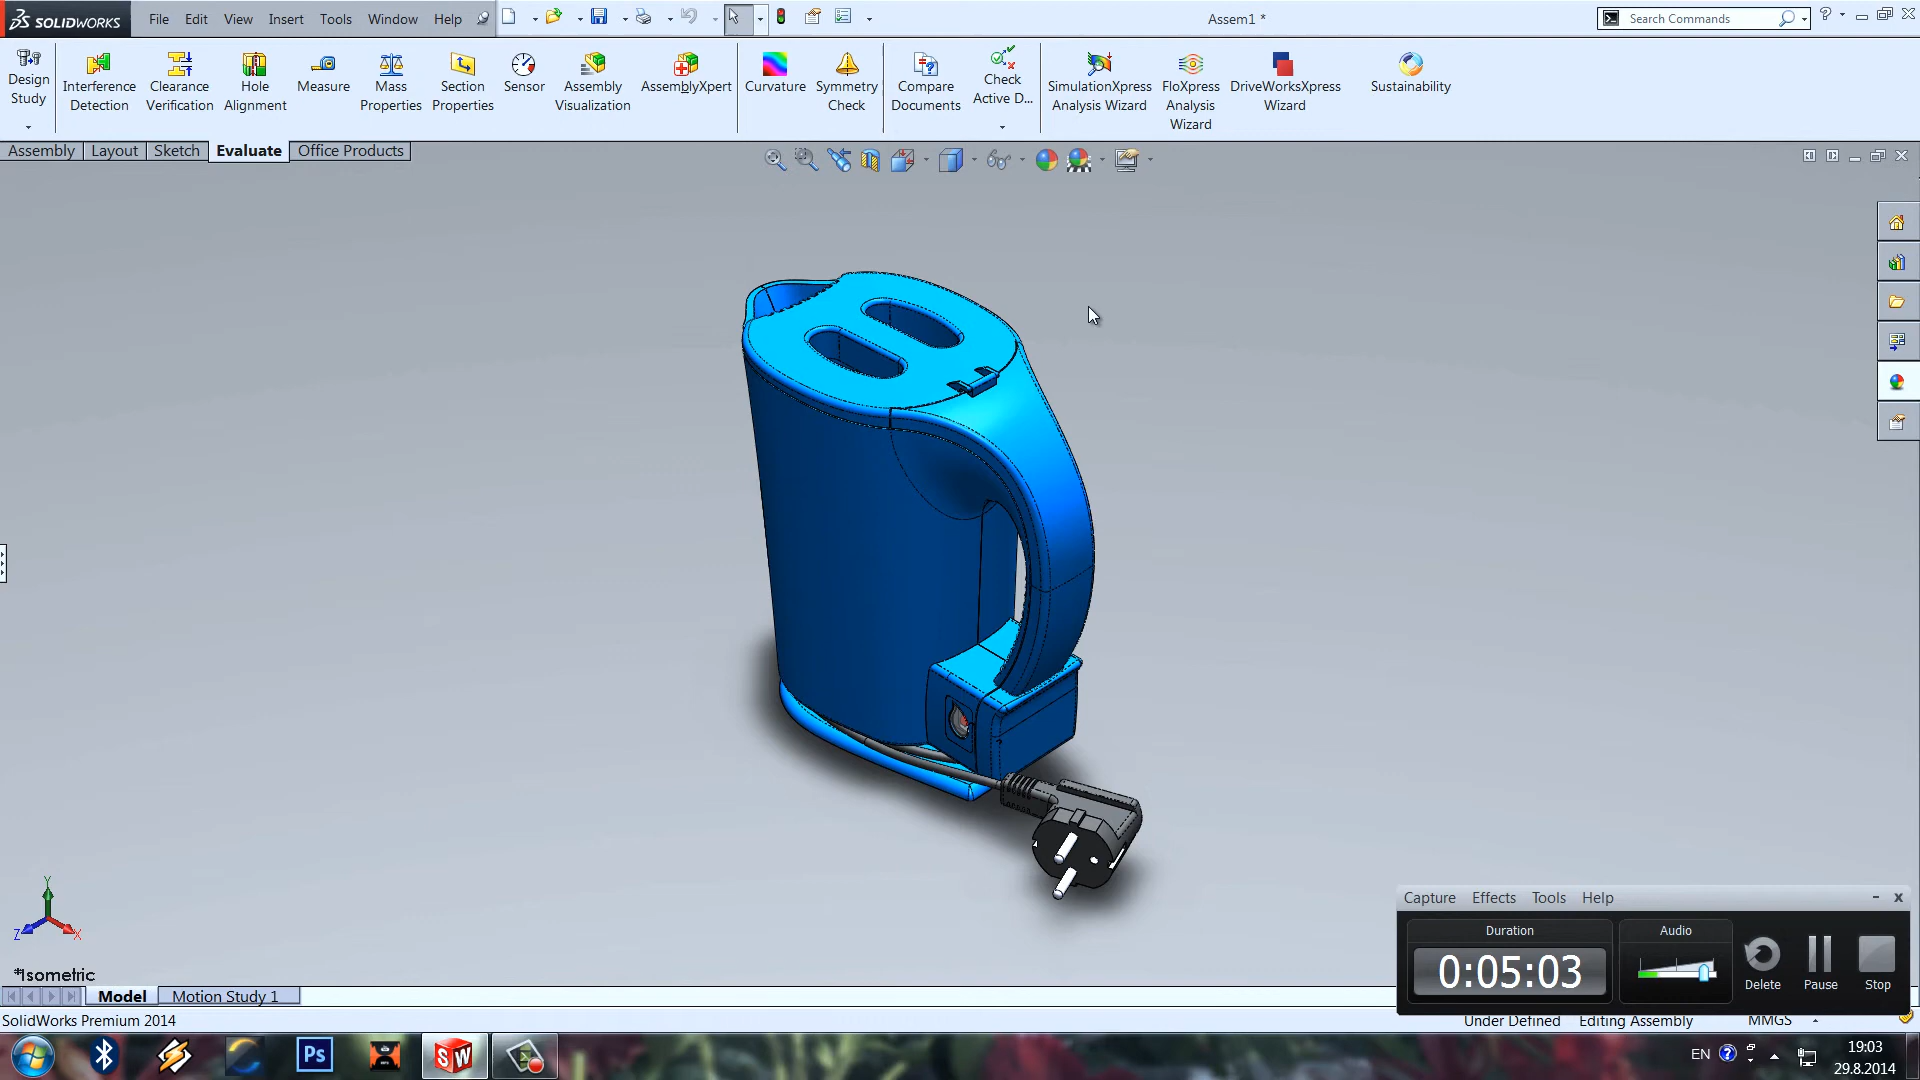 SOLIDWORKS File Edit View Insert Tools Window Help Assem1 * Search Commands
Design Study
Interference Detection
Clearance Verification
Hole Alignment
Measure
Mass Properties
Section Properties
Sensor
Assembly Visualization
AssemblyXpert
Curvature
Symmetry Check
Compare Documents
Check Active D...
SimulationXpress Analysis Wizard
FloXpress Analysis Wizard
DriveWorksXpress Wizard
Sustainability
Assembly Layout Sketch Evaluate Office Products
Y
Z X
*Isometric
Capture Effects Tools Help
Duration Audio
0:05:03
Delete Pause Stop
Model Motion Study 1
SolidWorks Premium 2014 Under Defined Editing Assembly MMGS
Ps SW EN 19:03
29.8.2014